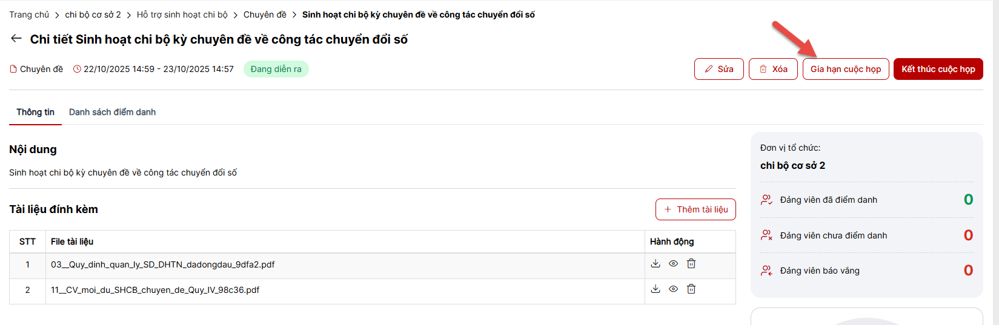 Trang chủ > chi bộ cơ sở 2 > Hỗ trợ sinh hoạt chi bộ > Chuyên đề > Sinh hoạt chi bộ kỳ chuyên đề về công tác chuyển đổi số
Chi tiết Sinh hoạt chi bộ kỳ chuyên đề về công tác chuyển đổi số
Chuyên đề 22/10/2025 14:59 - 23/10/2025 14:57 Đang diễn ra Sửa Xóa Gia hạn cuộc họp Kết thúc cuộc họp
Thông tin Danh sách điểm danh
Nội dung
Sinh hoạt chi bộ kỳ chuyên đề về công tác chuyển đổi số
Tài liệu đính kèm + Thêm tài liệu
STT File tài liệu Hành động
1 03__Quy_dinh_quan_ly_SD_DHTN_dadongdau_9dfa2.pdf
2 11__CV_moi_du_SHCB_chuyen_de_Quy_IV_98c36.pdf
Đơn vị tổ chức:
chi bộ cơ sở 2
Đảng viên đã điểm danh 0
Đảng viên chưa điểm danh 0
Đảng viên báo vắng 0